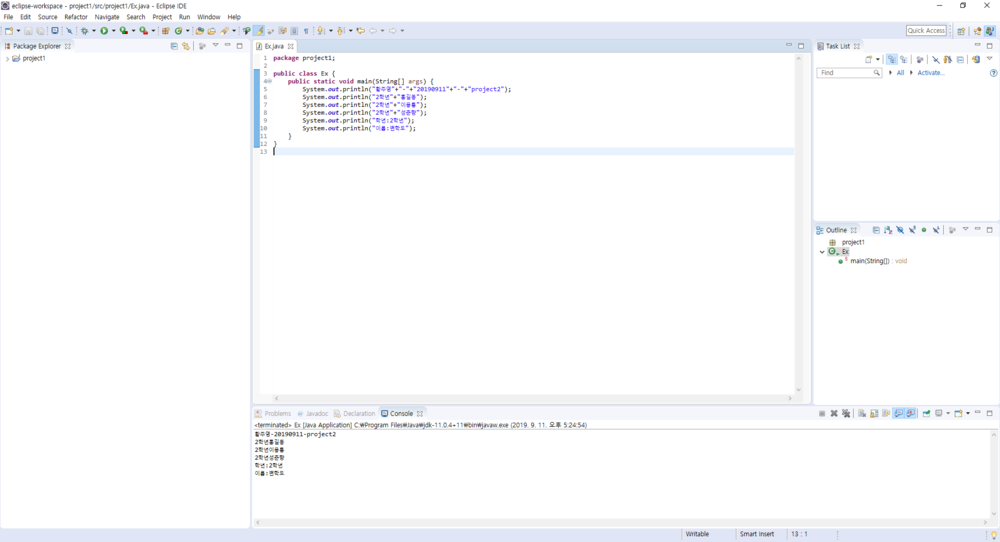 eclipse-workspace - project1/src/project1/Ex.java - Eclipse IDE
File Edit Source Refactor Navigate Search Project Run Window Help
Quick Access
Package Explorer
project1
Ex.java
1 package project1;
2
3 public class Ex {
4 public static void main(String[] args) {
5 System.out.println("황주명"+"-"+"20190911"+"-"+"project2");
6 System.out.println("2학년"+"홍길동");
7 System.out.println("2학년"+"이몽룡");
8 System.out.println("2학년"+"성춘향");
9 System.out.println("학년:2학년");
10 System.out.println("이름:변학도");
11 }
12 }
13
Task List
Find
All
Activate...
Outline
project1
Ex
main(String[]) : void
Problems Javadoc Declaration Console
<terminated> Ex [Java Application] C:₩Program Files₩Java₩jdk-11.0.4+11₩bin₩javaw.exe (2019. 9. 11. 오후 5:24:54)
황주명-20190911-project2
2학년홍길동
2학년이몽룡
2학년성춘향
학년:2학년
이름:변학도
Writable
Smart Insert
13 : 1